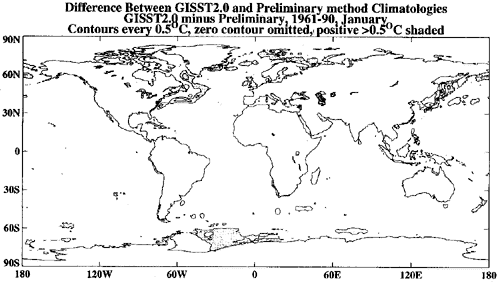 Difference Between GISST2.0 and Preliminary method Climatologies
GISST2.0 minus Preliminary, 1961-90, January
Contours every 0.5°C, zero contour omitted, positive >0.5°C shaded
90N
60N
30N
0
30S
60S
90S
180 120W 60W 0 60E 120E 180